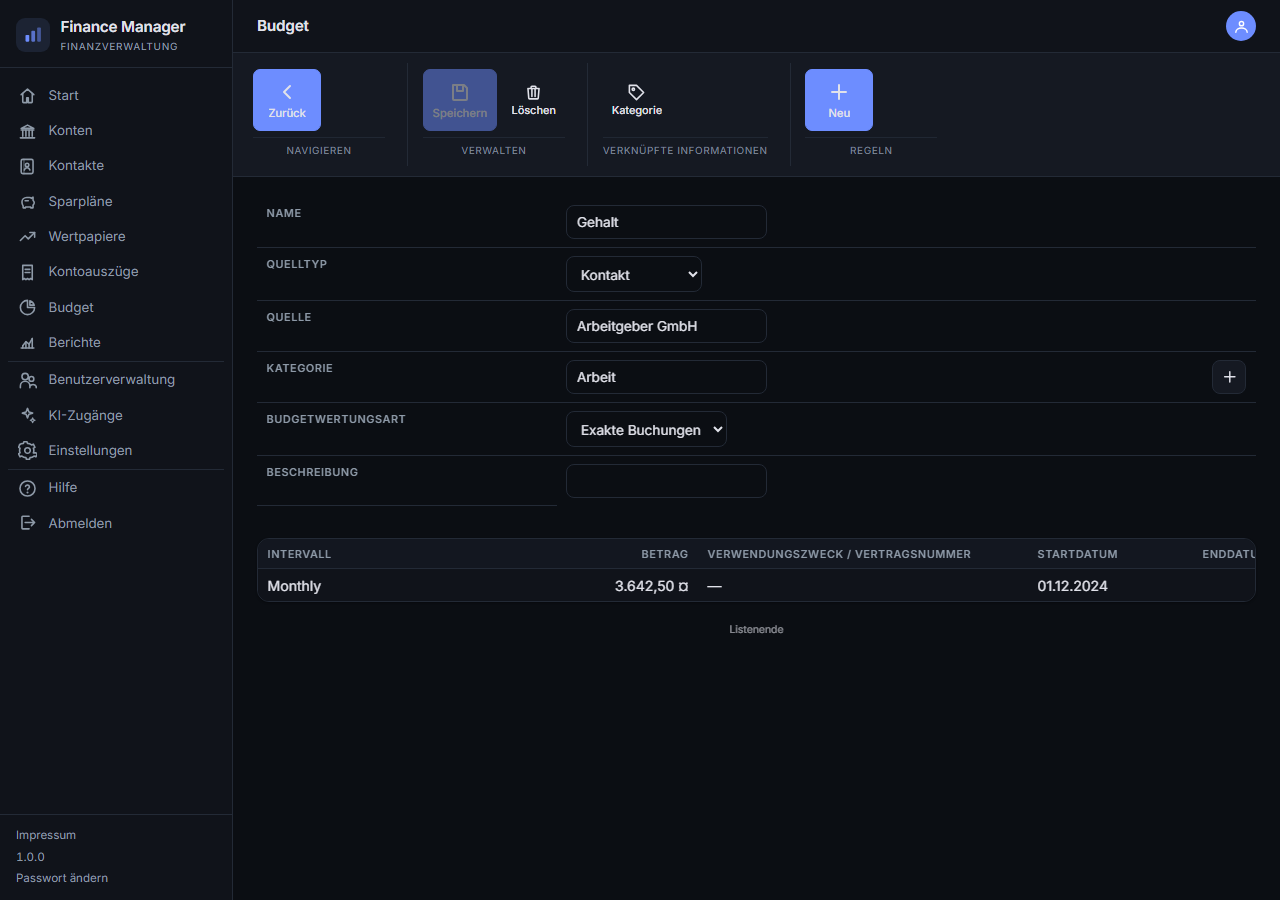 Finance Manager
FINANZVERWALTUNG
Start
Konten
Kontakte
Sparpläne
Wertpapiere
Kontoauszüge
Budget
Berichte
Benutzerverwaltung
KI-Zugänge
Einstellungen
Hilfe
Abmelden
Impressum
1.0.0
Passwort ändern
Budget
Zurück
Speichern
Löschen
Kategorie
Neu
NAVIGIEREN
VERWALTEN
VERKNÜPFTE INFORMATIONEN
REGELN
NAME
Gehalt
QUELLTYP
Kontakt
QUELLE
Arbeitgeber GmbH
KATEGORIE
Arbeit
BUDGETWERTUNGSART
Exakte Buchungen
BESCHREIBUNG
INTERVALL BETRAG VERWENDUNGSZWECK / VERTRAGSNUMMER STARTDATUM ENDDATU
Monthly 3.642,50 ¤ — 01.12.2024
Listenende